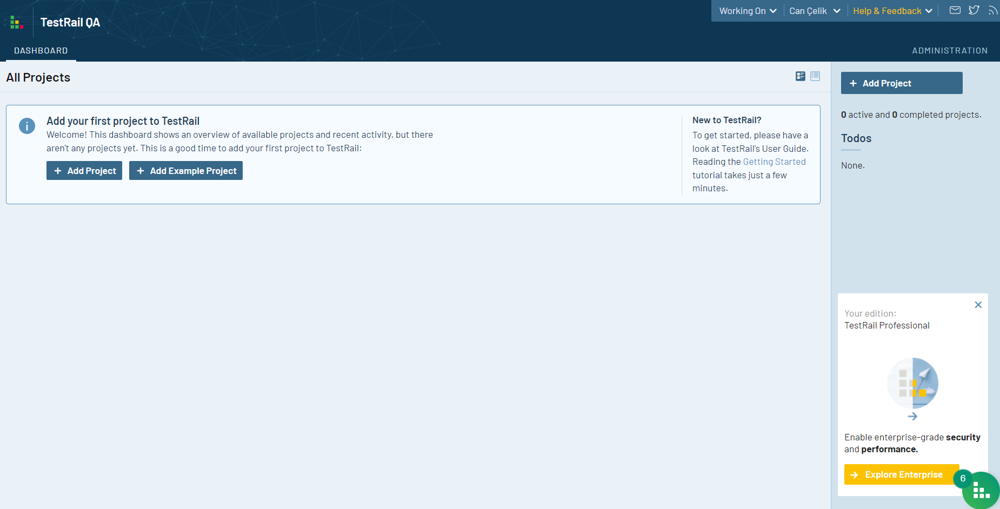 TestRail QA
Working On
Can Çelik
Help & Feedback
DASHBOARD
ADMINISTRATION
All Projects
Add your first project to TestRail
Welcome! This dashboard shows an overview of available projects and recent activity, but there
aren't any projects yet. This is a good time to add your first project to TestRail:
+ Add Project
+ Add Example Project
New to TestRail?
To get started, please have a
look at TestRail's User Guide.
Reading the Getting Started
tutorial takes just a few
minutes.
+ Add Project
0 active and 0 completed projects.
Todos
None.
Your edition:
TestRail Professional
Enable enterprise-grade security
and performance.
Explore Enterprise
6